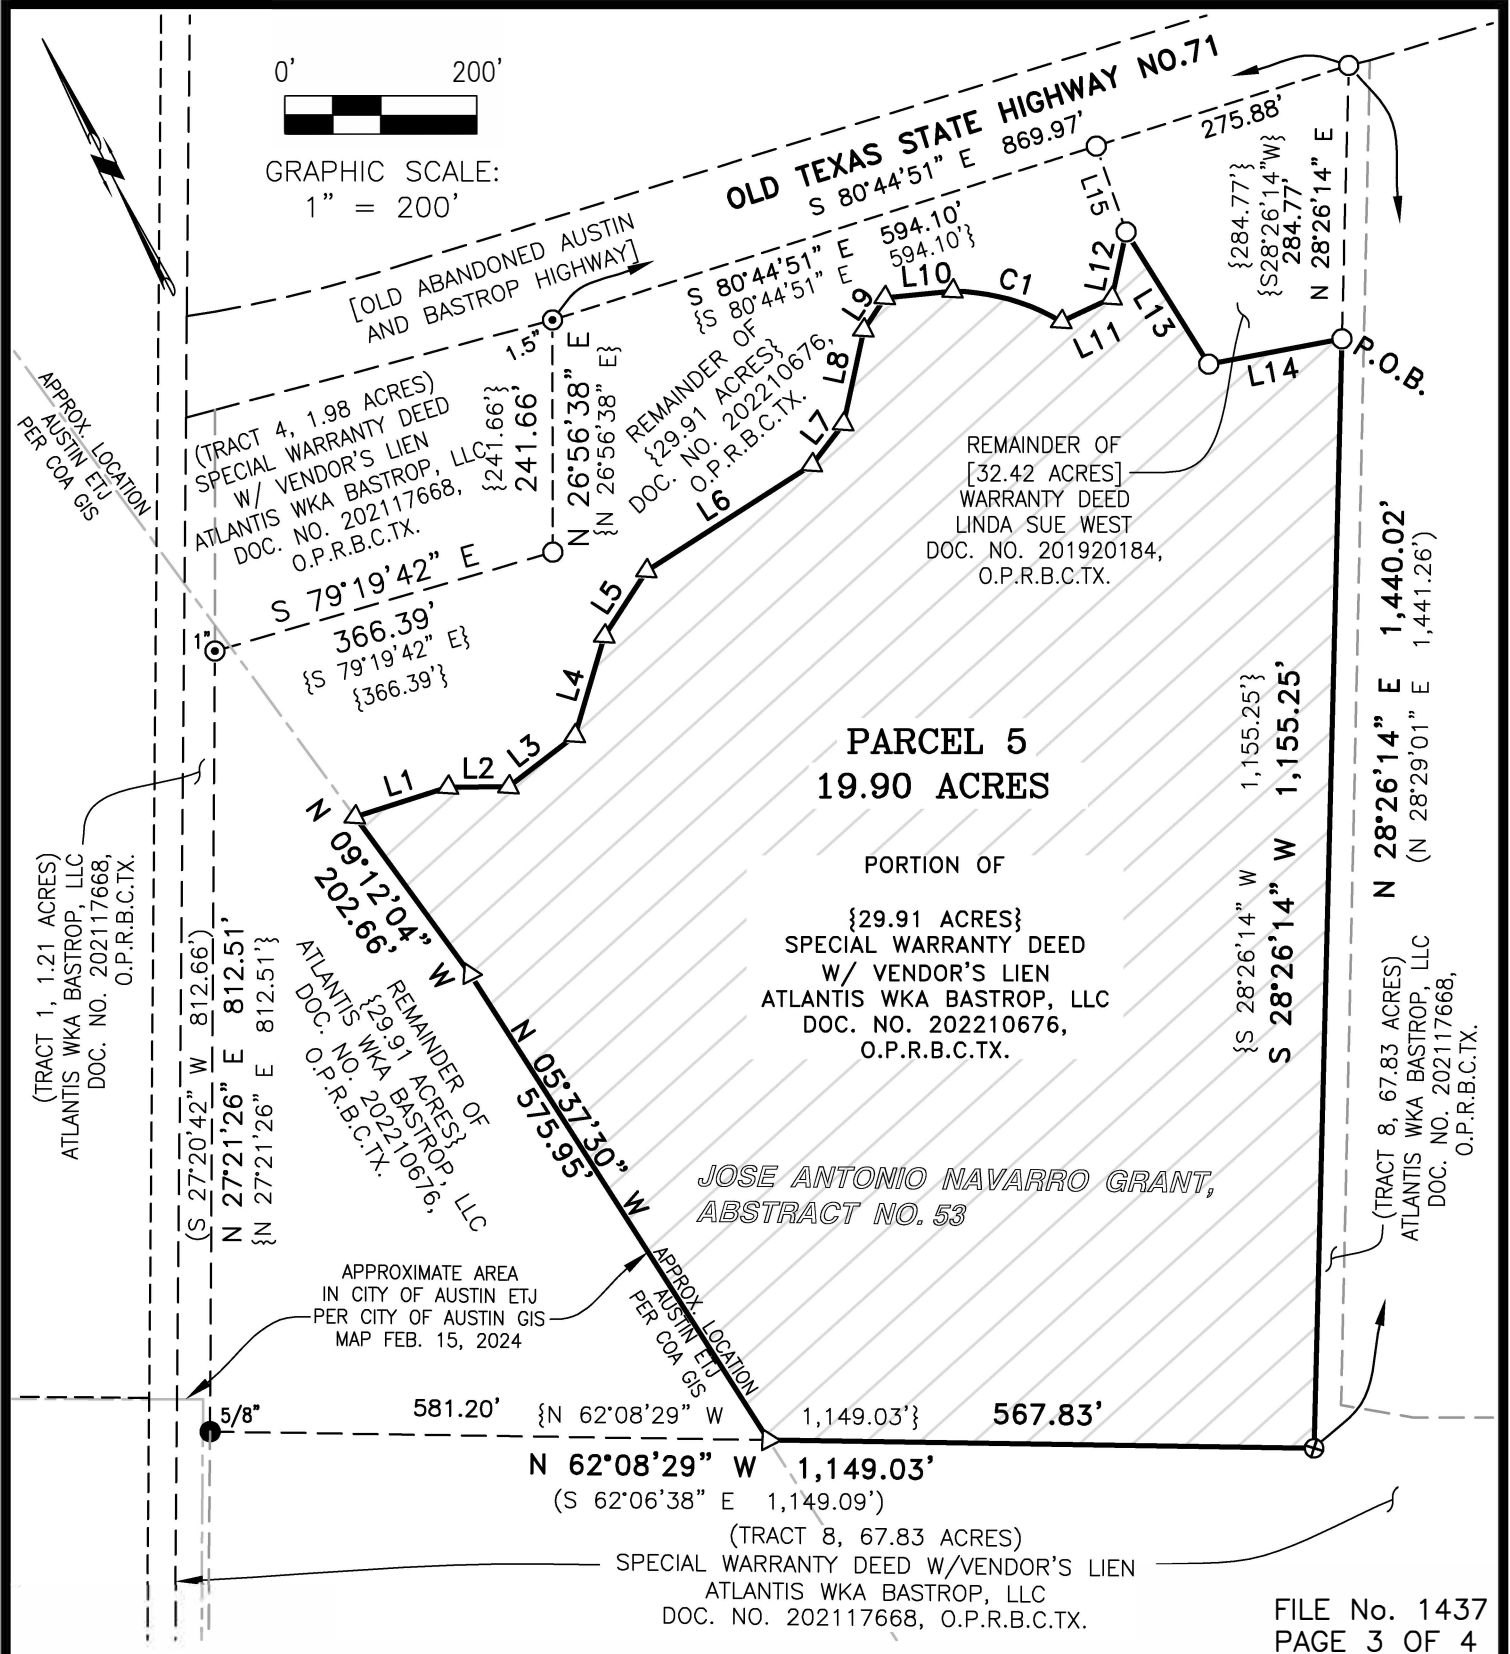 0' 200'
GRAPHIC SCALE:
1" = 200'
OLD TEXAS STATE HIGHWAY NO.71
S 80°44'51" E 869.97'
275.88'
[OLD ABANDONED AUSTIN
AND BASTROP HIGHWAY]
S 80°44'51" E 594.10'
{S 80°44'51" E 594.10'}
L15
{284.77'}
{S28°26'14"W}
284.77'
N 28°26'14" E
1.5"
L9
L10
C1
L11
L12
L13
L14
P.O.B.
APPROX. LOCATION
AUSTIN ETJ
PER COA GIS
(TRACT 4, 1.98 ACRES)
SPECIAL WARRANTY DEED
W/ VENDOR'S LIEN
ATLANTIS WKA BASTROP, LLC
DOC. NO. 202117668,
O.P.R.B.C.TX.
{241.66'}
241.66'
N 26°56'38" E
{N 26°56'38" E}
REMAINDER OF
{29.91 ACRES}
DOC. NO. 202210676,
O.P.R.B.C.TX.
L8
L7
L6
REMAINDER OF
[32.42 ACRES]
WARRANTY DEED
LINDA SUE WEST
DOC. NO. 201920184,
O.P.R.B.C.TX.
S 79°19'42" E
366.39'
{S 79°19'42" E}
{366.39'}
1"
L5
L4
L3
L2
L1
N 28°26'14" E 1,440.02'
(N 28°29'01" E 1,441.26')
{S 28°26'14" W 1,155.25'}
S 28°26'14" W 1,155.25'
PARCEL 5
19.90 ACRES
PORTION OF
{29.91 ACRES}
SPECIAL WARRANTY DEED
W/ VENDOR'S LIEN
ATLANTIS WKA BASTROP, LLC
DOC. NO. 202210676,
O.P.R.B.C.TX.
N 09°12'04" W
202.66'
(TRACT 1, 1.21 ACRES)
ATLANTIS WKA BASTROP, LLC
DOC. NO. 202117668,
O.P.R.B.C.TX.
(S 27°20'42" W 812.66')
N 27°21'26" E 812.51'
{N 27°21'26" E 812.51'}
REMAINDER OF
{29.91 ACRES}
ATLANTIS WKA BASTROP, LLC
DOC. NO. 202210676,
O.P.R.B.C.TX.
N 05°37'30" W
575.95'
JOSE ANTONIO NAVARRO GRANT,
ABSTRACT NO. 53
(TRACT 8, 67.83 ACRES)
ATLANTIS WKA BASTROP, LLC
DOC. NO. 202117668,
O.P.R.B.C.TX.
APPROXIMATE AREA
IN CITY OF AUSTIN ETJ
PER CITY OF AUSTIN GIS
MAP FEB. 15, 2024
APPROX. LOCATION
AUSTIN ETJ
PER COA GIS
5/8"
581.20'
{N 62°08'29" W 1,149.03'}
567.83'
N 62°08'29" W 1,149.03'
(S 62°06'38" E 1,149.09')
(TRACT 8, 67.83 ACRES)
SPECIAL WARRANTY DEED W/VENDOR'S LIEN
ATLANTIS WKA BASTROP, LLC
DOC. NO. 202117668, O.P.R.B.C.TX.
FILE No. 1437
PAGE 3 OF 4